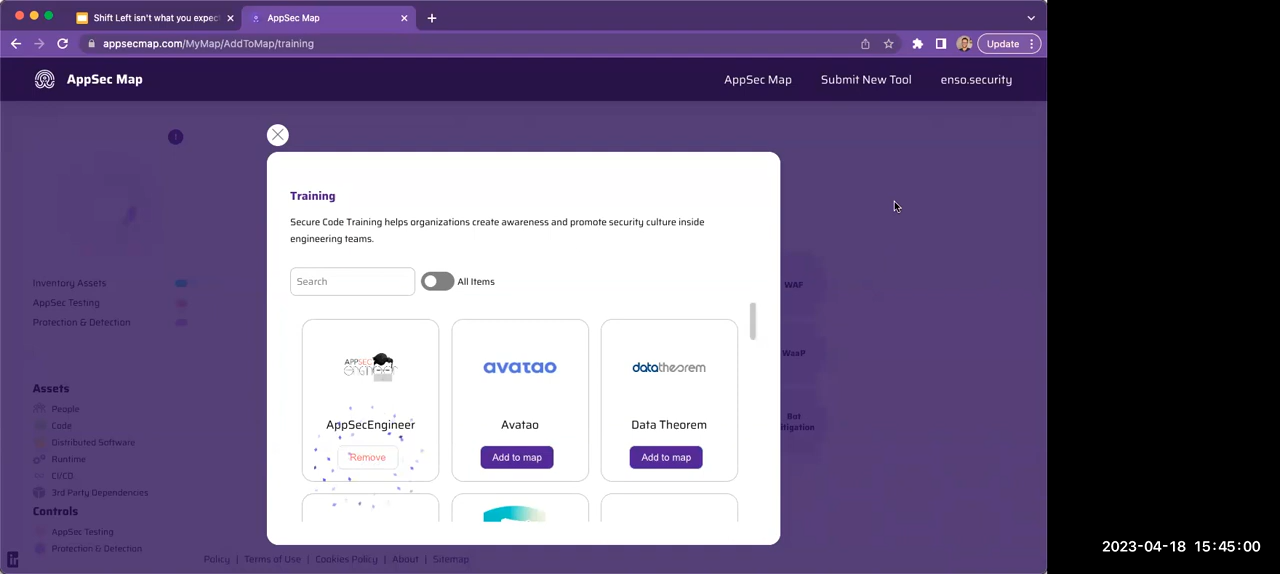 Shift Left isn't what you expec
AppSec Map
appsecmap.com/MyMap/AddToMap/training
Update
AppSec Map
AppSec Map
Submit New Tool
enso.security
Training
Secure Code Training helps organizations create awareness and promote security culture inside
engineering teams.
Search
All Items
APPSEC
ENGINEER
avatao
datatheorem
AppSecEngineer
Avatao
Data Theorem
Remove
Add to map
Add to map
Inventory Assets
AppSec Testing
Protection & Detection
Assets
People
Code
Distributed Software
Runtime
CI/CD
3rd Party Dependencies
Controls
AppSec Testing
Protection & Detection
WAF
WaaP
Bot
itigation
in
Policy | Terms of Use | Cookies Policy | About | Sitemap
2023-04-18 15:45:00